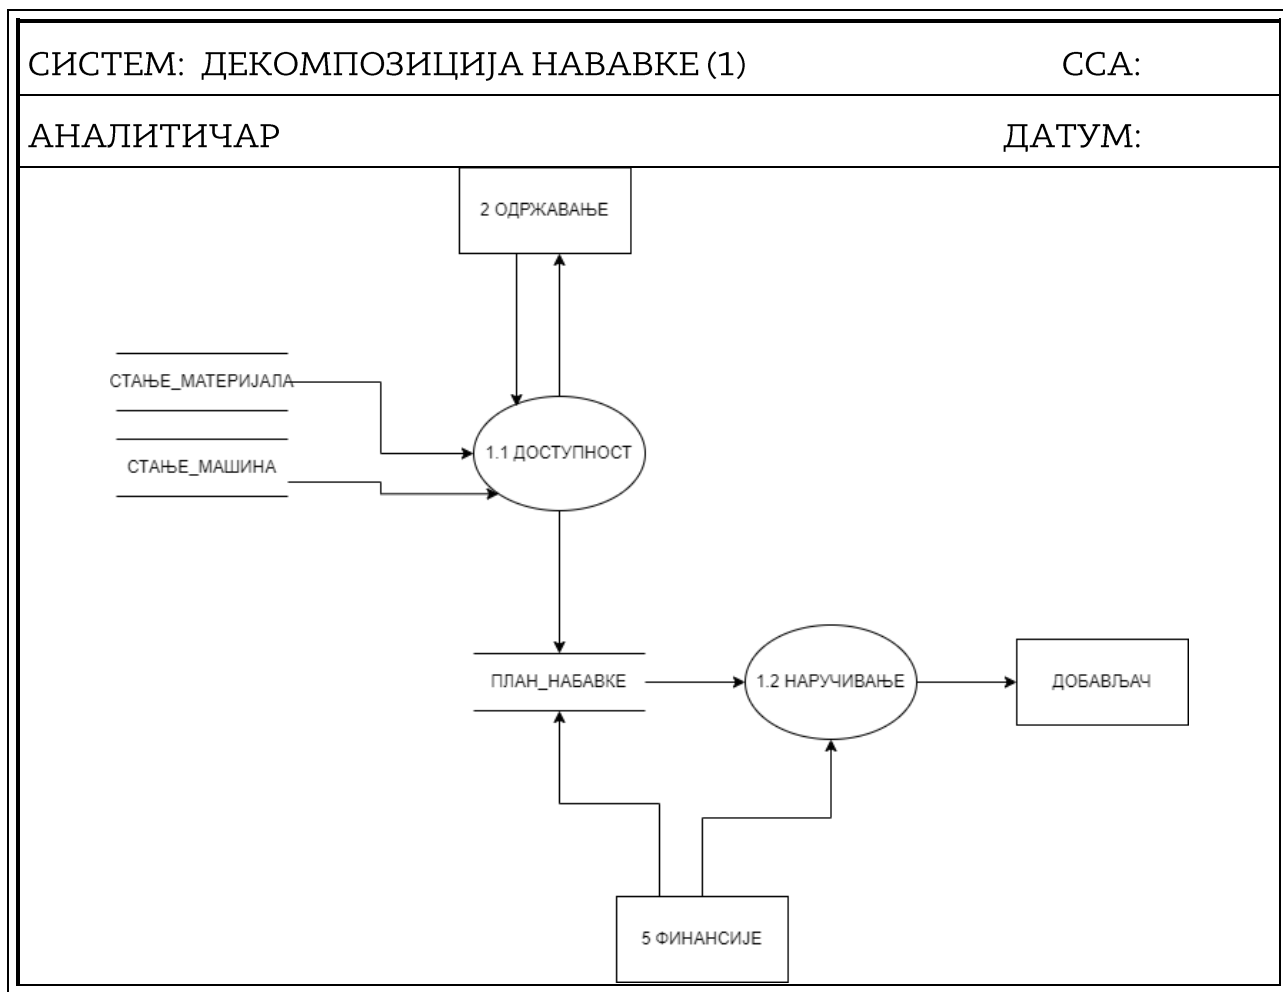 СИСТЕМ: ДЕКОМПОЗИЦИЈА НАВАВКЕ (1) ССА:
АНАЛИТИЧАР ДАТУМ:
2 ОДРЖАВАЊЕ
СТАЊЕ_МАТЕРИЈАЛА
1.1 ДОСТУПНОСТ
СТАЊЕ_МАШИНА
ПЛАН_НАБАВКЕ
1.2 НАРУЧИВАЊЕ
ДОБАВЉАЧ
5 ФИНАНСИЈЕ